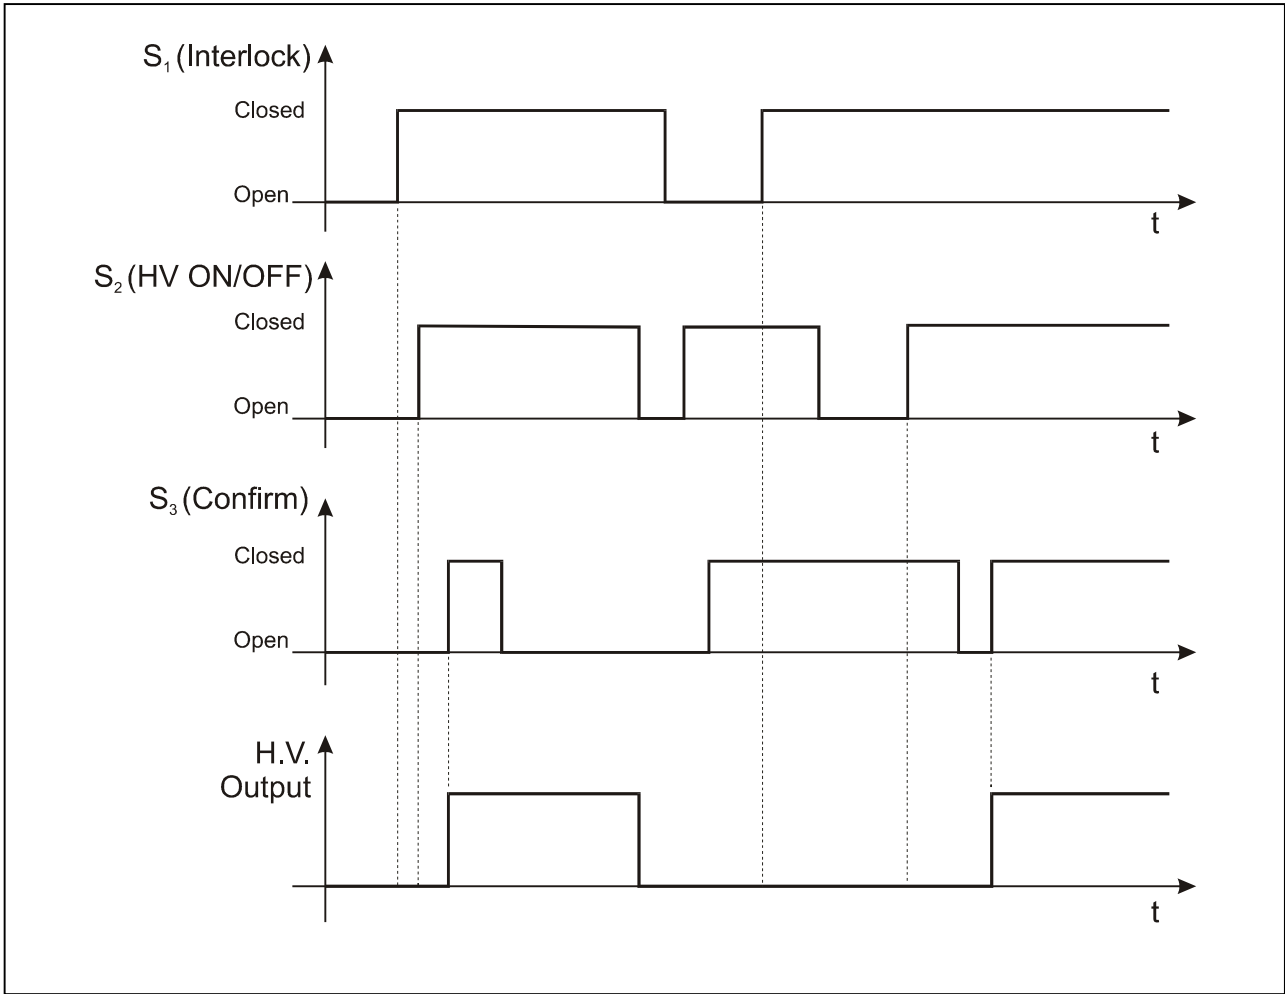 S₁ (Interlock)
Closed
Open
t
S₂ (HV ON/OFF)
Closed
Open
t
S₃ (Confirm)
Closed
Open
t
H.V.
Output
t